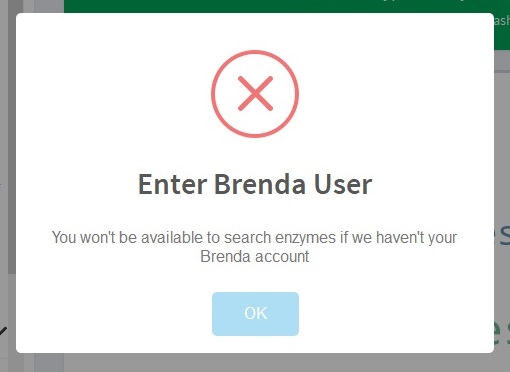 Enter Brenda User
You won't be available to search enzymes if we haven't your
Brenda account
OK